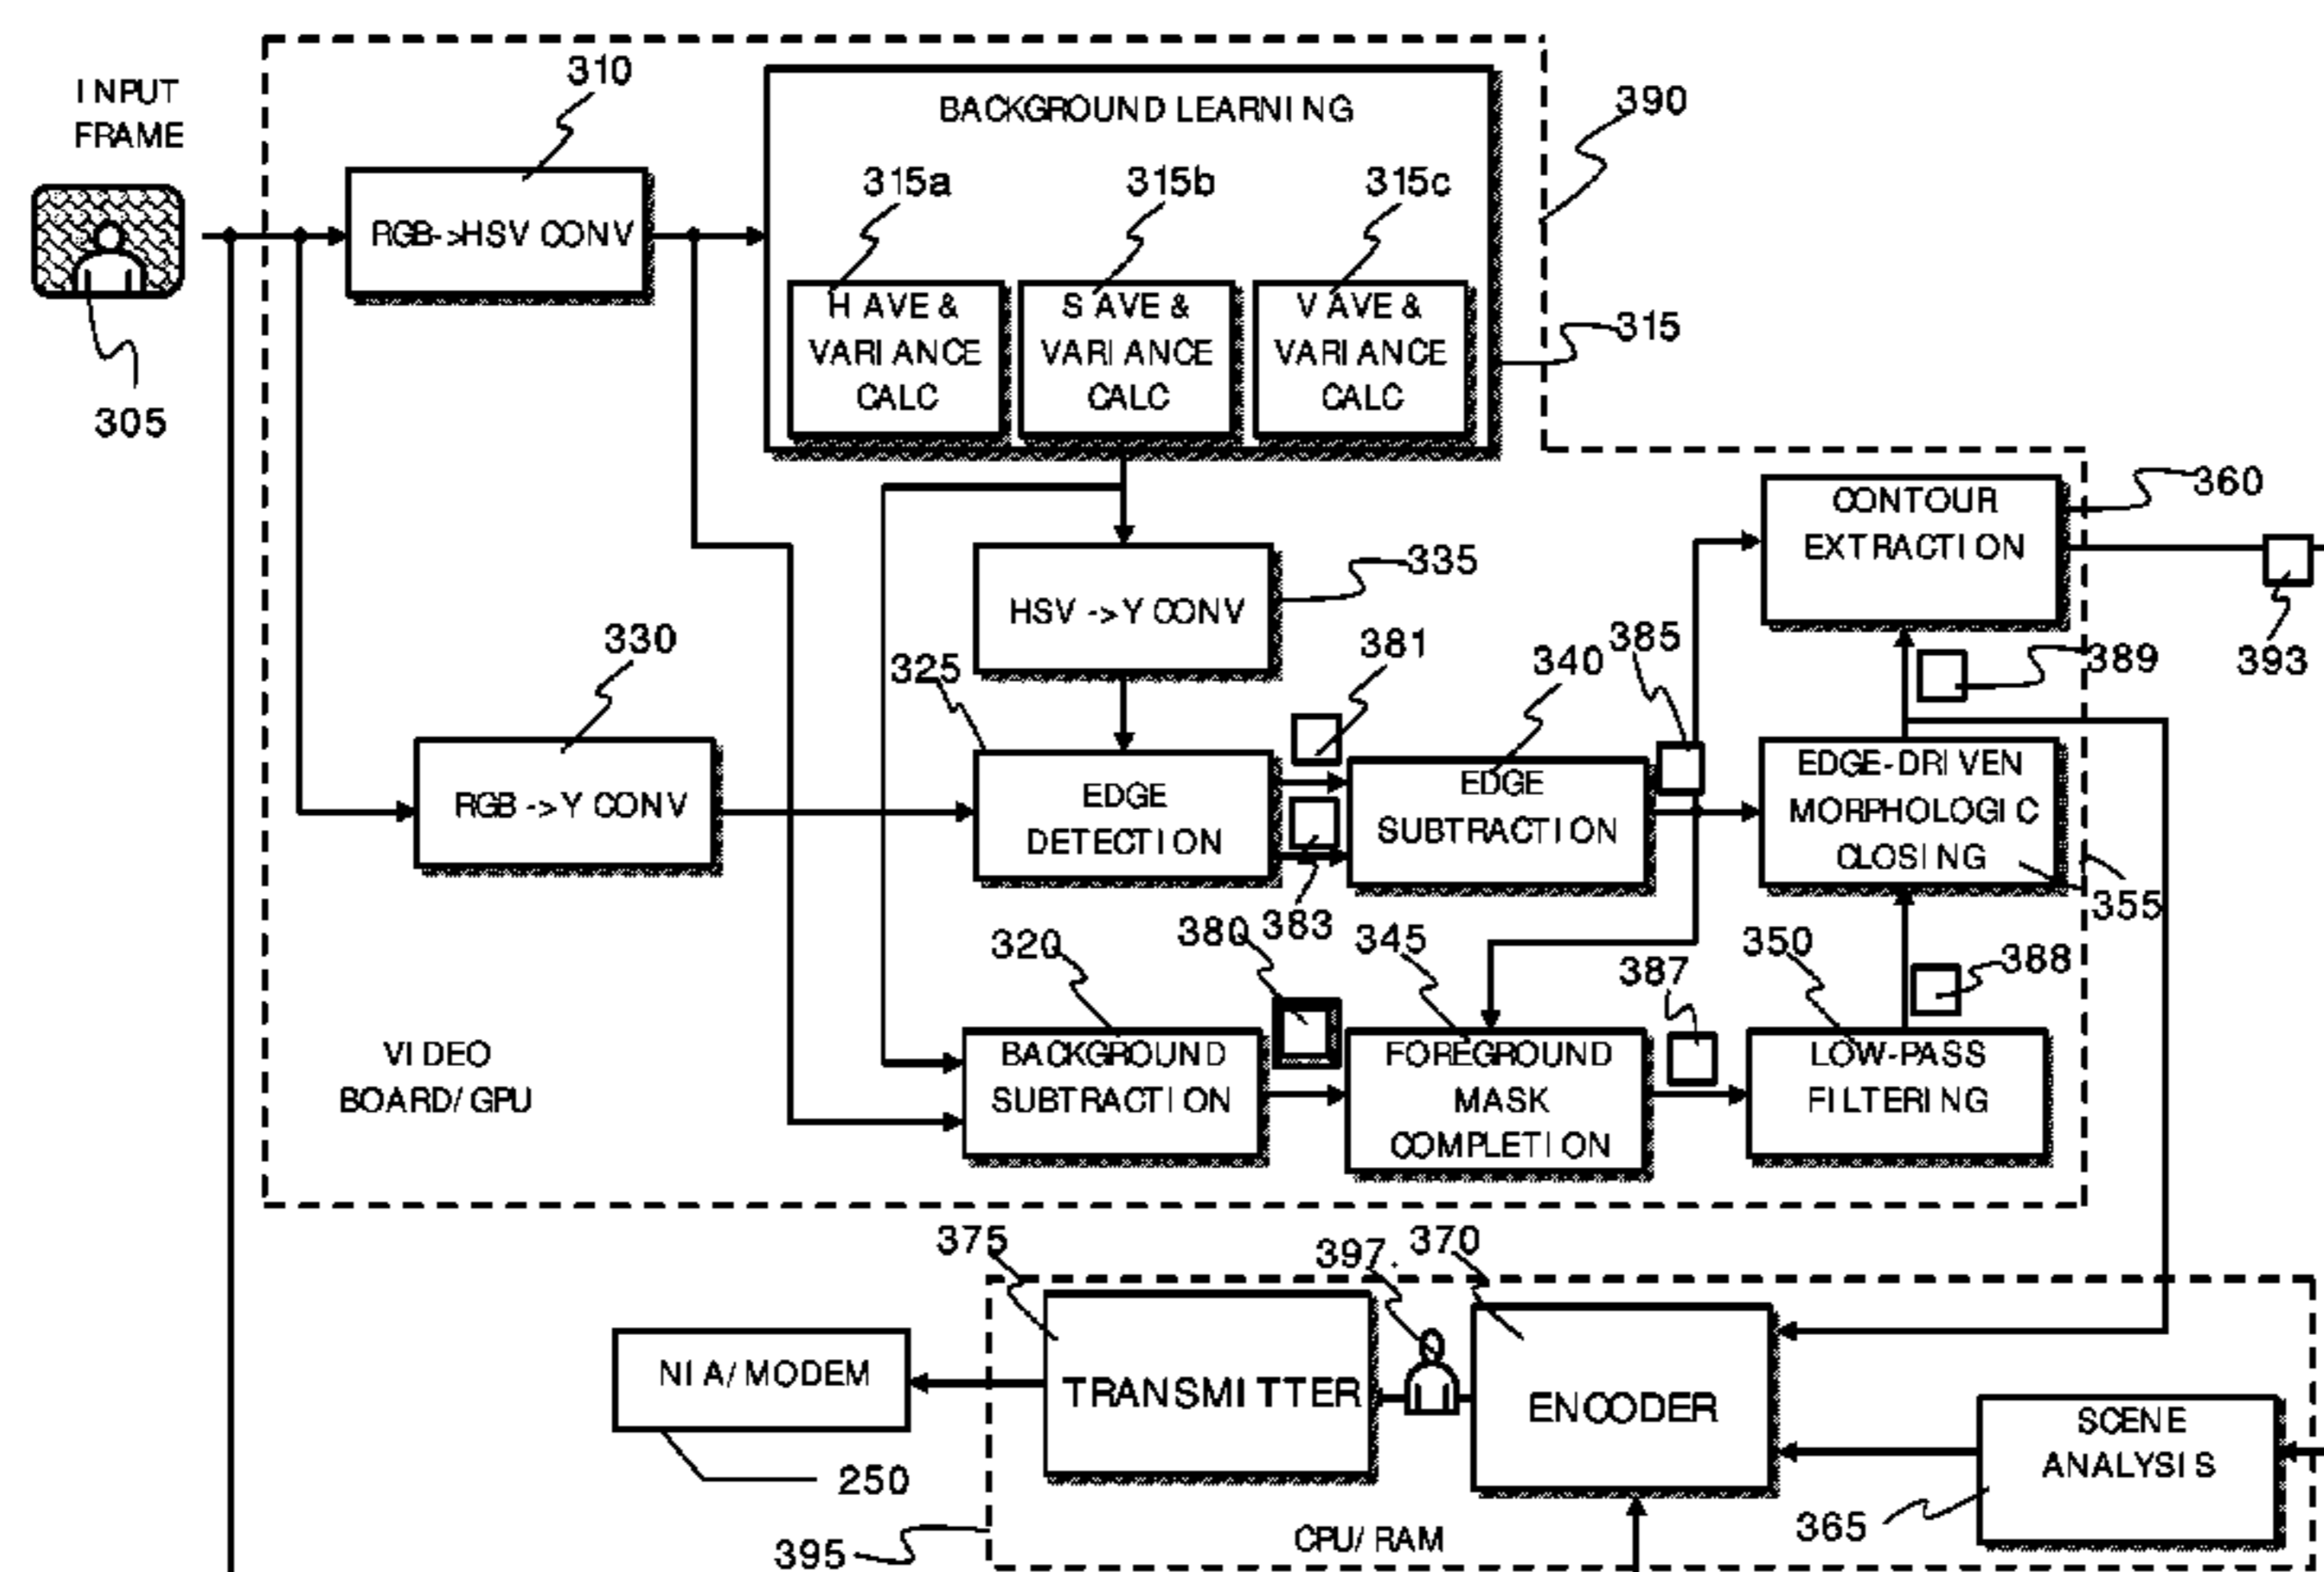 INPUT
FRAME
305
310
RGB->HSV CONV
BACKGROUND LEARNING
315a
315b
315c
H AVE &
VARIANCE
CALC
S AVE &
VARIANCE
CALC
V AVE &
VARIANCE
CALC
390
315
335
HSV ->Y CONV
330
RGB ->Y CONV
325
EDGE
DETECTION
381
383
340
EDGE
SUBTRACTION
385
360
CONTOUR
EXTRACTION
393
389
EDGE-DRIVEN
MORPHOLOGIC
CLOSING
355
320
BACKGROUND
SUBTRACTION
380
345
FOREGROUND
MASK
COMPLETION
387
350
LOW-PASS
FILTERING
388
VIDEO
BOARD/GPU
375
TRANSMITTER
397.
370
ENCODER
NIA/MODEM
250
SCENE
ANALYSIS
365
395
CPU/RAM